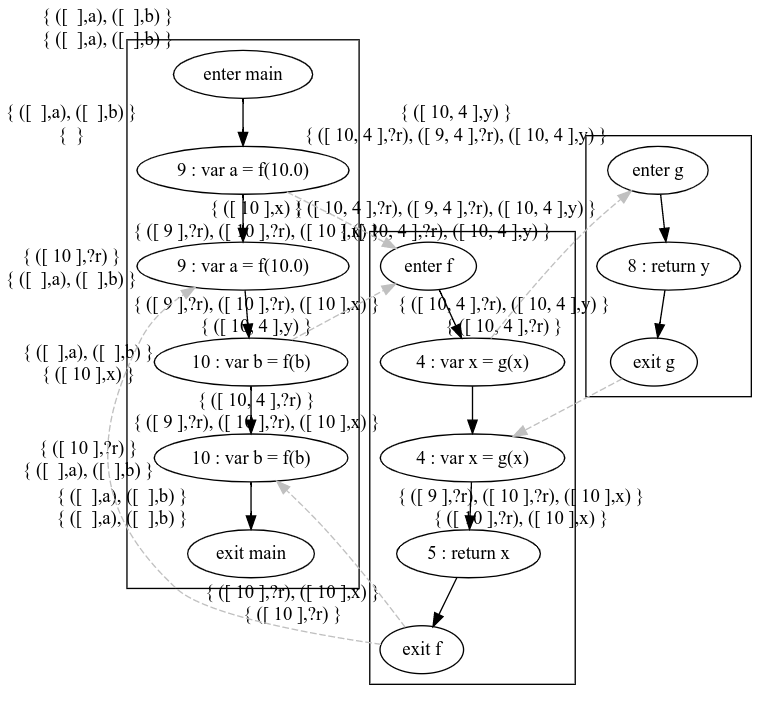 { ([  ],a), ([  ],b) }
{ ([  ],a), ([  ],b) }
enter main
{ ([  ],a), ([  ],b) }
{  }
{ ([ 10, 4 ],y) }
{ ([ 10, 4 ],?r), ([ 9, 4 ],?r), ([ 10, 4 ],y) }
9 : var a = f(10.0)
enter g
{ ([ 10 ],x) }
{ ([ 10, 4 ],?r), ([ 9, 4 ],?r), ([ 10, 4 ],y) }
{ ([ 9 ],?r), ([ 10 ],?r), ([ 10 ],x) }
{ ([ 10, 4 ],?r), ([ 10, 4 ],y) }
{ ([ 10 ],?r) }
{ ([  ],a), ([  ],b) }
9 : var a = f(10.0)
enter f
8 : return y
{ ([ 9 ],?r), ([ 10 ],?r), ([ 10 ],x) }
{ ([ 10, 4 ],y) }
{ ([ 10, 4 ],?r), ([ 10, 4 ],y) }
{ ([ 10, 4 ],?r) }
{ ([  ],a), ([  ],b) }
{ ([ 10 ],x) }
10 : var b = f(b)
4 : var x = g(x)
exit g
{ ([ 10, 4 ],?r) }
{ ([ 9 ],?r), ([ 10 ],?r), ([ 10 ],x) }
{ ([ 10 ],?r) }
{ ([  ],a), ([  ],b) }
10 : var b = f(b)
4 : var x = g(x)
{ ([  ],a), ([  ],b) }
{ ([  ],a), ([  ],b) }
{ ([ 9 ],?r), ([ 10 ],?r), ([ 10 ],x) }
{ ([ 10 ],?r), ([ 10 ],x) }
exit main
5 : return x
{ ([ 10 ],?r), ([ 10 ],x) }
{ ([ 10 ],?r) }
exit f